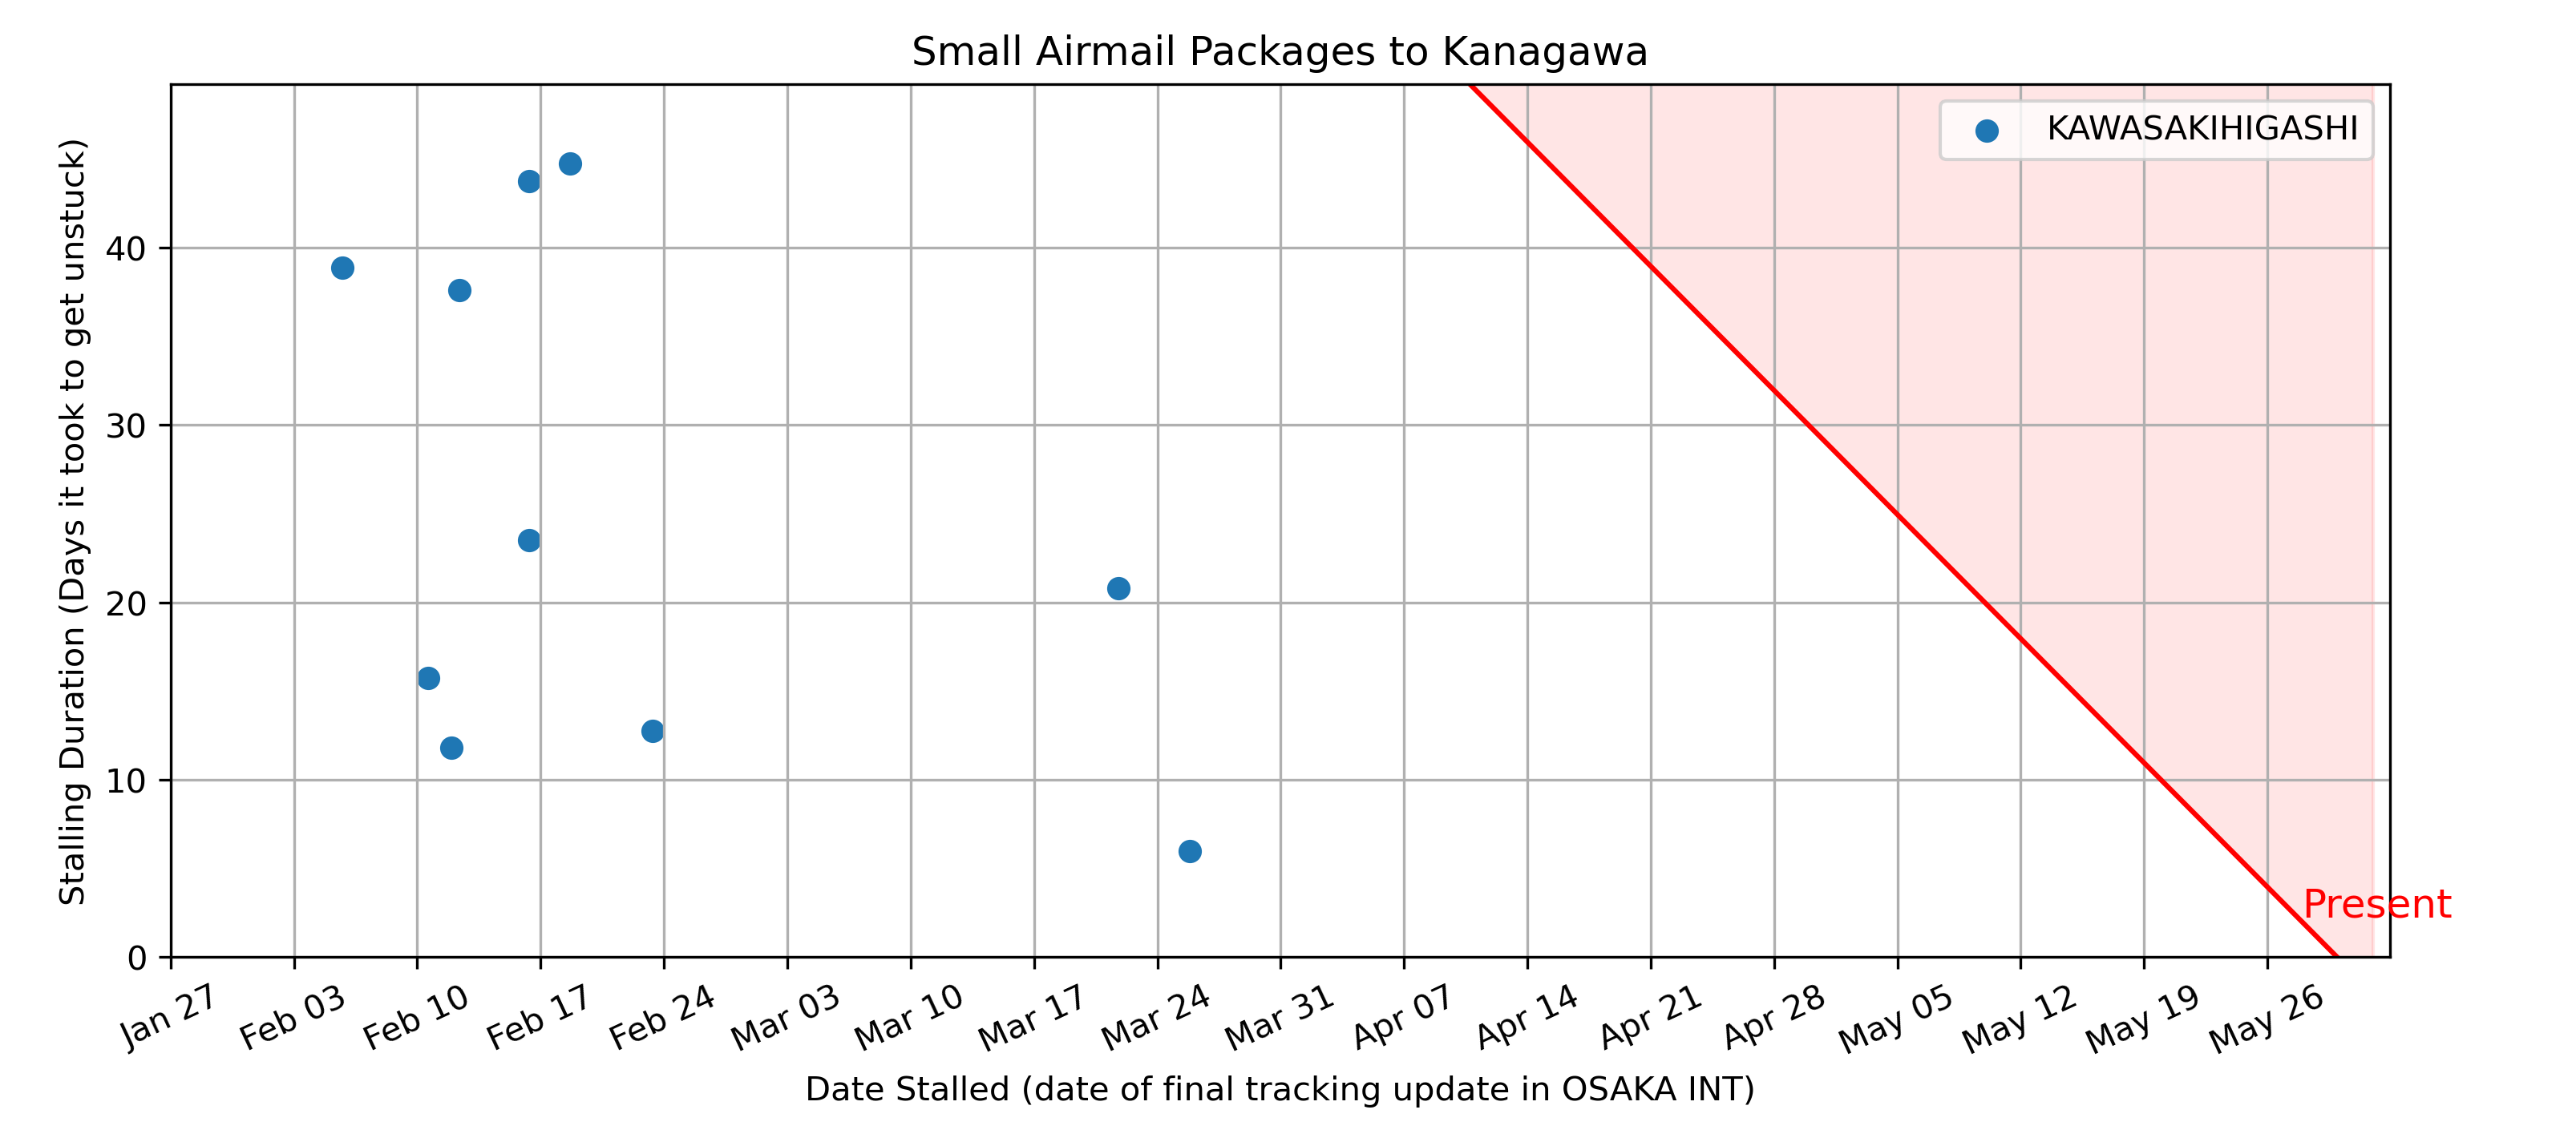 Small Airmail Packages to Kanagawa
KAWASAKIHIGASHI
Stalling Duration (Days it took to get unstuck)
40
30
20
10
0
Present
Jan 27
Feb 03
Feb 10
Feb 17
Feb 24
Mar 03
Mar 10
Mar 17
Mar 24
Mar 31
Apr 07
Apr 14
Apr 21
Apr 28
May 05
May 12
May 19
May 26
Date Stalled (date of final tracking update in OSAKA INT)